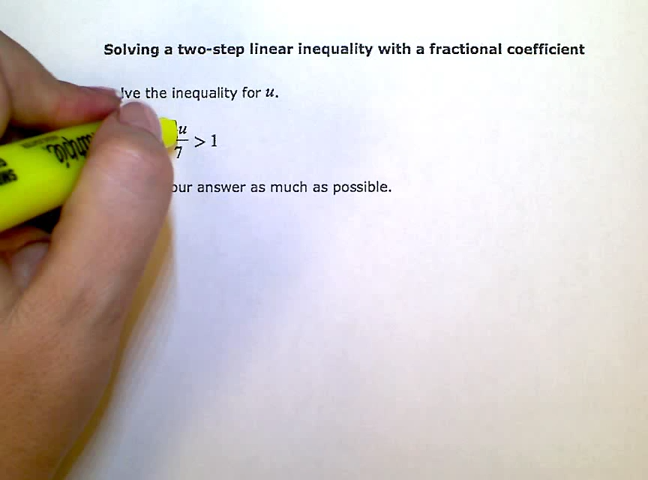 Solving a two-step linear inequality with a fractional coefficient
lve the inequality for u.
u/7 > 1
our answer as much as possible.